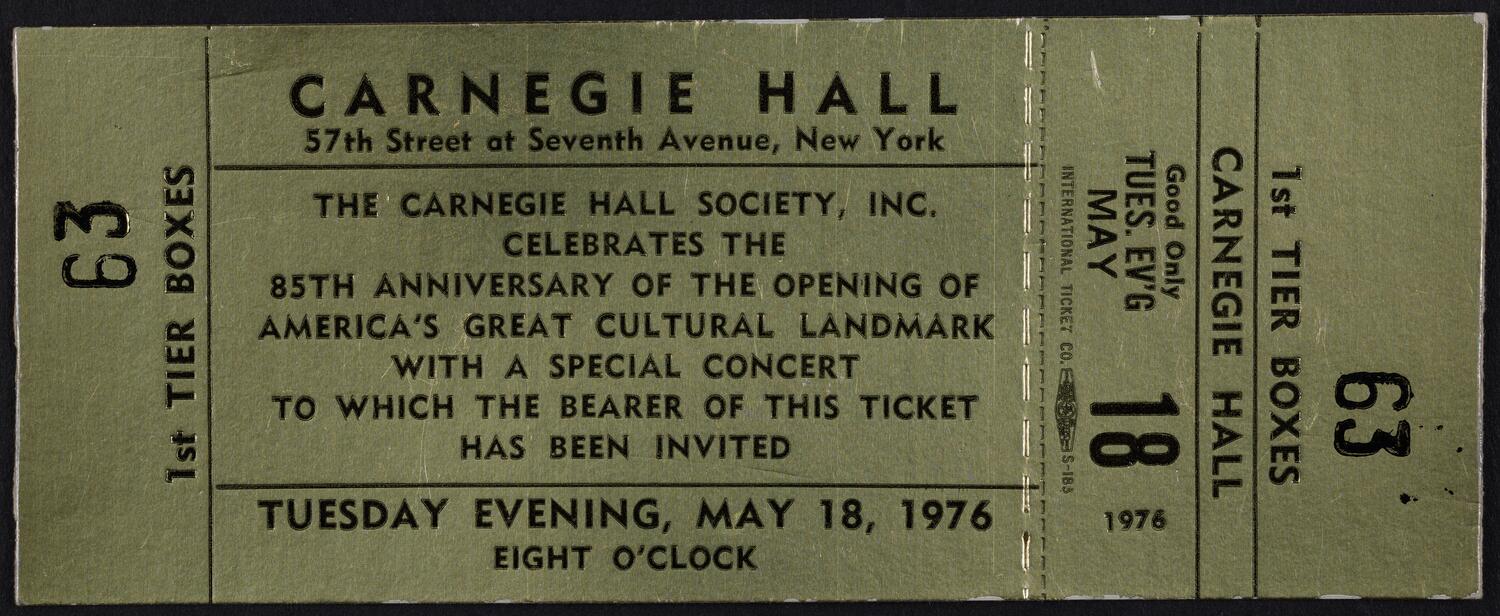 63
1st TIER BOXES
CARNEGIE HALL
57th Street at Seventh Avenue, New York
THE CARNEGIE HALL SOCIETY, INC.
CELEBRATES THE
85TH ANNIVERSARY OF THE OPENING OF
AMERICA'S GREAT CULTURAL LANDMARK
WITH A SPECIAL CONCERT
TO WHICH THE BEARER OF THIS TICKET
HAS BEEN INVITED
TUESDAY EVENING, MAY 18, 1976
EIGHT O'CLOCK
INTERNATIONAL TICKET CO.
Good Only
TUES. EV'G
MAY
18
1976
CARNEGIE HALL
1st TIER BOXES
63